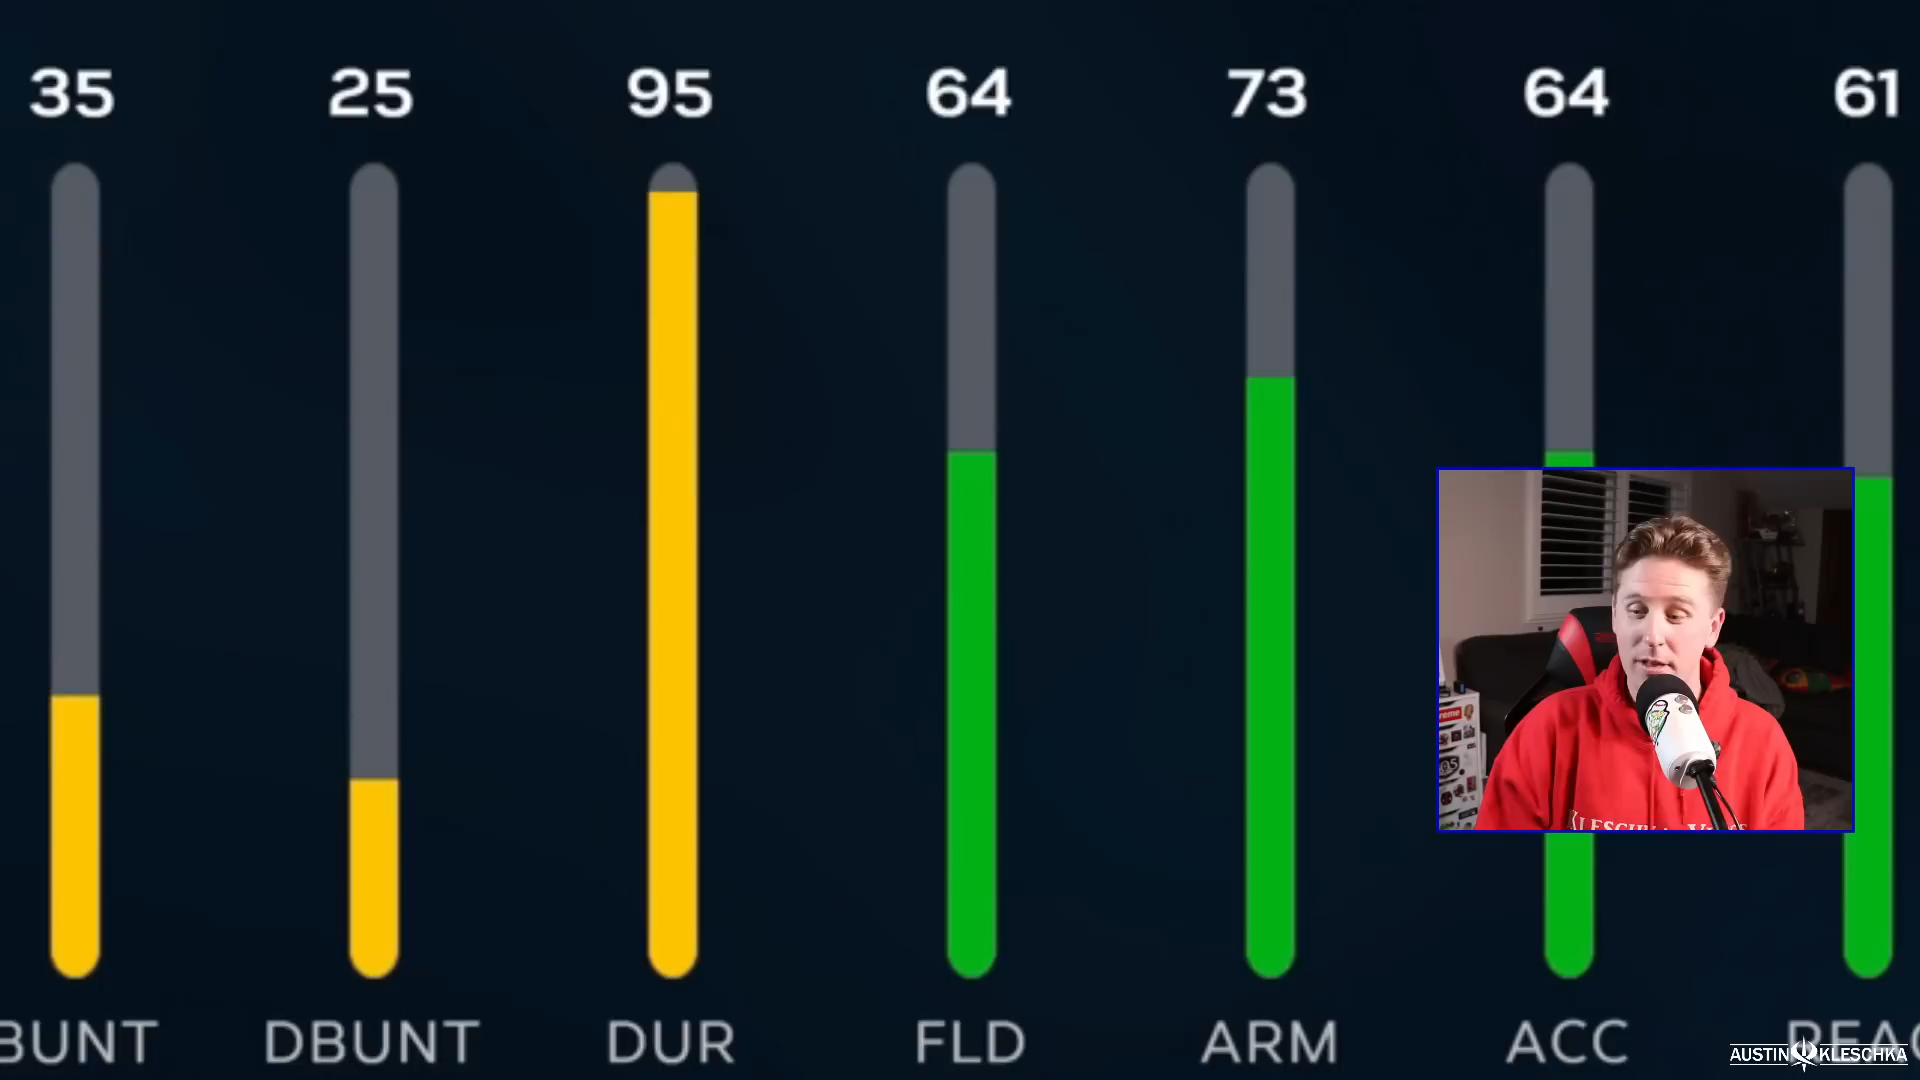 35 25 95 64 73 64 61
BUNT DBUNT DUR FLD ARM ACC
AUSTIN KLESCHKA